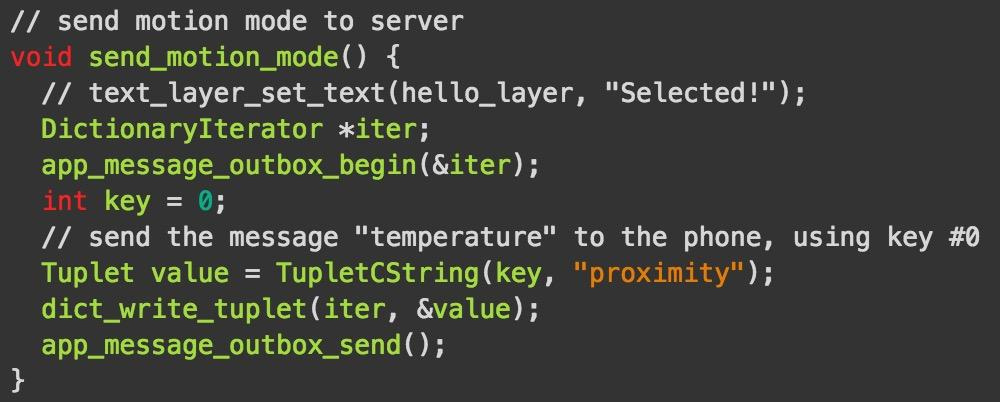 // send motion mode to server
void send_motion_mode() {
  // text_layer_set_text(hello_layer, "Selected!");
  DictionaryIterator *iter;
  app_message_outbox_begin(&iter);
  int key = 0;
  // send the message "temperature" to the phone, using key #0
  Tuplet value = TupletCString(key, "proximity");
  dict_write_tuplet(iter, &value);
  app_message_outbox_send();
}